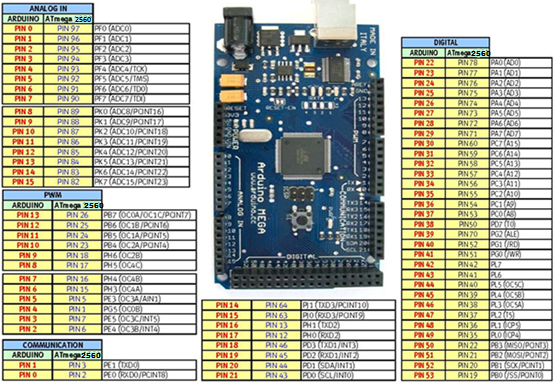 ANALOG IN
ARDUINO ATmega 2560
PIN 0 PIN 97 PF0 (ADC0)
PIN 1 PIN 96 PF1 (ADC1)
PIN 2 PIN 95 PF2 (ADC2)
PIN 3 PIN 94 PF3 (ADC3)
PIN 4 PIN 93 PF4 (ADC4/TCK)
PIN 5 PIN 92 PF5 (ADC5/TMS)
PIN 6 PIN 91 PF6 (ADC6/TD0)
PIN 7 PIN 90 PF7 (ADC7/TDI)
PIN 8 PIN 89 PK0 (ADC8/PCINT16)
PIN 9 PIN 88 PK1 (ADC9/PCINT17)
PIN 10 PIN 87 PK2 (ADC10/PCINT18)
PIN 11 PIN 86 PK3 (ADC11/PCINT19)
PIN 12 PIN 85 PK4 (ADC12/PCINT20)
PIN 13 PIN 84 PK5 (ADC13/PCINT21)
PIN 14 PIN 83 PK6 (ADC14/PCINT22)
PIN 15 PIN 82 PK7 (ADC15/PCINT23)
PWM
ARDUINO ATmega 2560
PIN 13 PIN 26 PB7 (OC0A/OC1C/PCINT7)
PIN 12 PIN 25 PB6 (OC1B/PCINT6)
PIN 11 PIN 24 PB5 (OC1A/PCINT5)
PIN 10 PIN 23 PB4 (OC2A/PCINT4)
PIN 9 PIN 18 PH6 (OC2B)
PIN 8 PIN 17 PH5 (OC4C)
PIN 7 PIN 16 PH4 (OC4B)
PIN 6 PIN 15 PH3 (OC4A)
PIN 5 PIN 5 PE3 (OC3A/AIN1)
PIN 4 PIN 1 PG5 (OC0B)
PIN 3 PIN 7 PE5 (OC3C/INT5)
PIN 2 PIN 6 PE4 (OC3B/INT4)
COMMUNICATION
ARDUINO ATmega 2560
PIN 1 PIN 3 PE1 (TXD0)
PIN 0 PIN 2 PE0 (RXD0/PCINT8)
MADE IN
ITALY
RESET-EN
RESET
3V3
POWER
PWM
Arduino MEGA
www.arduino.cc
ANALOG IN
Communication
DIGITAL
PIN 14 PIN 64 PJ1 (TXD3/PCINT10)
PIN 15 PIN 63 PJ0 (RXD3/PCINT9)
PIN 16 PIN 13 PH1 (TXD2)
PIN 17 PIN 12 PH0 (RXD2)
PIN 18 PIN 46 PD3 (TXD1/INT3)
PIN 19 PIN 45 PD2 (RXD1/INT2)
PIN 20 PIN 44 PD1 (SDA/INT1)
PIN 21 PIN 43 PD0 (SCL/INT0)
DIGITAL
ARDUINO ATmega2560
PIN 22 PIN 78 PA0 (AD0)
PIN 23 PIN 77 PA1 (AD1)
PIN 24 PIN 76 PA2 (AD2)
PIN 25 PIN 75 PA3 (AD3)
PIN 26 PIN 74 PA4 (AD4)
PIN 27 PIN 73 PA5 (AD5)
PIN 28 PIN 72 PA6 (AD6)
PIN 29 PIN 71 PA7 (AD7)
PIN 30 PIN 60 PC7 (A15)
PIN 31 PIN 59 PC6 (A14)
PIN 32 PIN 58 PC5 (A13)
PIN 33 PIN 57 PC4 (A12)
PIN 34 PIN 56 PC3 (A11)
PIN 35 PIN 55 PC2 (A10)
PIN 36 PIN 54 PC1 (A9)
PIN 37 PIN 53 PC0 (A8)
PIN 38 PIN 50 PD7 (T0)
PIN 39 PIN 70 PG2 (ALE)
PIN 40 PIN 52 PG1 (/RD)
PIN 41 PIN 51 PG0 (/WR)
PIN 42 PIN 42 PL7
PIN 43 PIN 41 PL6
PIN 44 PIN 40 PL5 (OC5C)
PIN 45 PIN 39 PL4 (OC5B)
PIN 46 PIN 38 PL3 (OC5A)
PIN 47 PIN 37 PL2 (T5)
PIN 48 PIN 36 PL1 (ICP5)
PIN 49 PIN 35 PL0 (ICP4)
PIN 50 PIN 22 PB3 (MISO/PCINT3)
PIN 51 PIN 21 PB2 (MOSI/PCINT2)
PIN 52 PIN 20 PB1 (SCK/PCINT1)
PIN 53 PIN 19 PB0 (/SS/PCINT0)